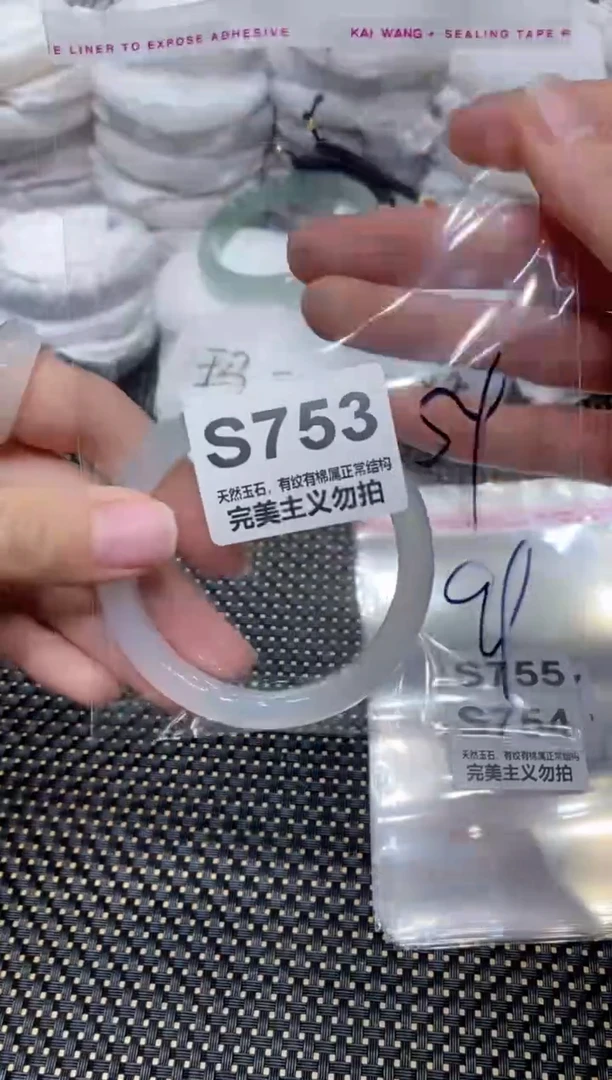 E LINER TO EXPOSE ADHESIVE
KAI WANG + SEALING TAPE
54
S753
天然玉石，有纹有棉属正常结构
完美主义勿拍
S755
S754
天然玉石，有纹有棉属正常结构
完美主义勿拍